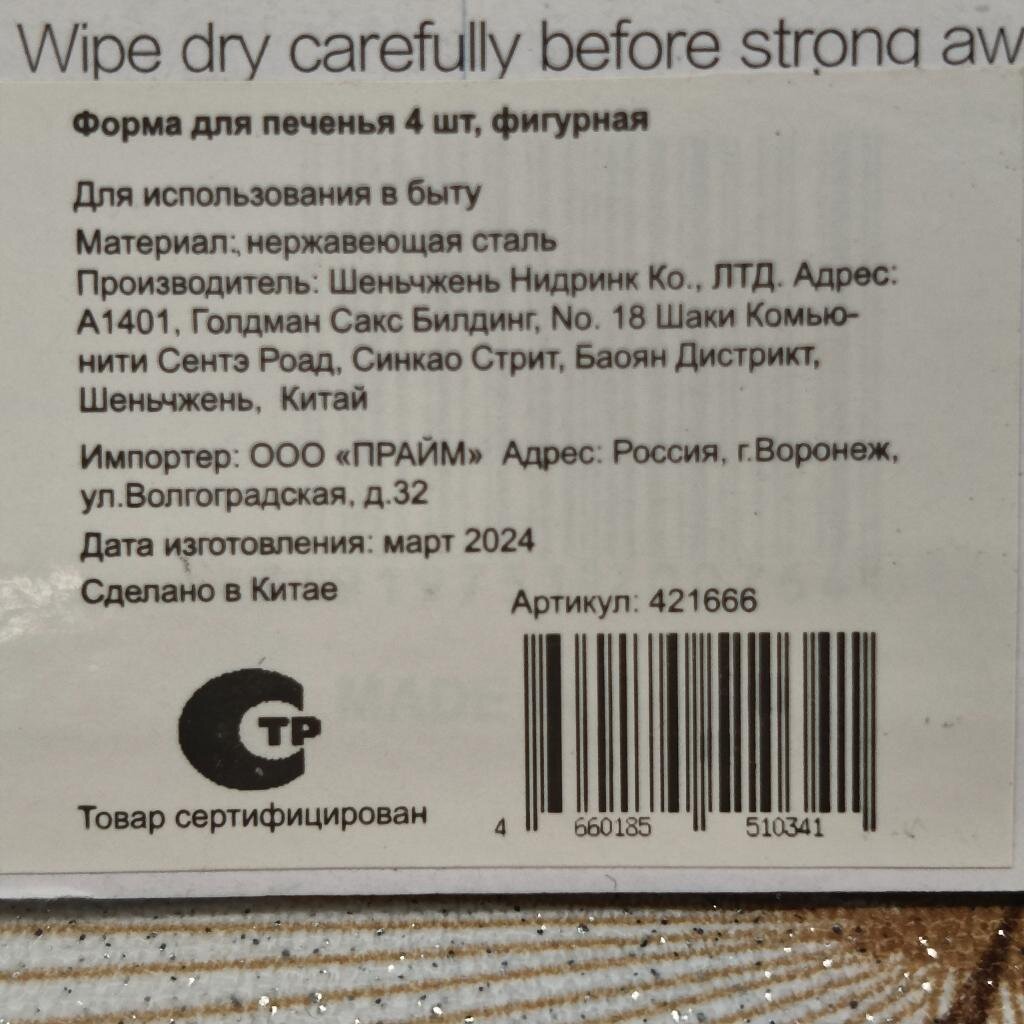 Wipe dry carefully before strong aw
Форма для печенья 4 шт, фигурная
Для использования в быту
Материал: нержавеющая сталь
Производитель: Шеньчжень Нидринк Ко., ЛТД. Адрес:
А1401, Голдман Сакс Билдинг, No. 18 Шаки Комью-
нити Сентэ Роад, Синкао Стрит, Баоян Дистрикт,
Шеньчжень, Китай
Импортер: ООО «ПРАЙМ» Адрес: Россия, г.Воронеж,
ул.Волгоградская, д.32
Дата изготовления: март 2024
Сделано в Китае
Артикул: 421666
СТР
Товар сертифицирован
4 660185 510341
MADE